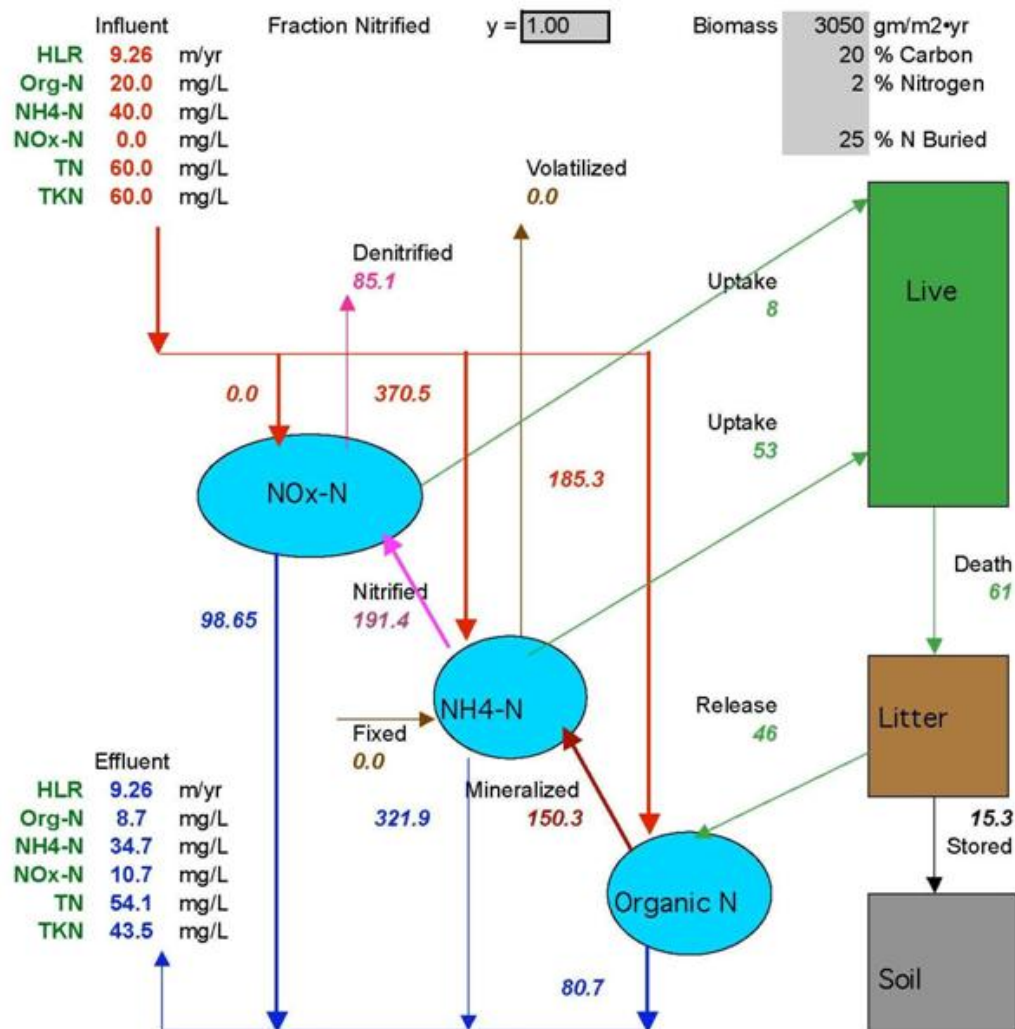 Influent Fraction Nitrified y = 1.00 Biomass 3050 gm/m2•yr
HLR 9.26 m/yr 20 % Carbon
Org-N 20.0 mg/L 2 % Nitrogen
NH4-N 40.0 mg/L
NOx-N 0.0 mg/L 25 % N Buried
TN 60.0 mg/L
TKN 60.0 mg/L
Volatilized
0.0
Denitrified
85.1
Uptake
8
Live
0.0 370.5
Uptake
53
185.3
NOx-N
Death
61
Nitrified
191.4
98.65
NH4-N
Release
46
Litter
Fixed
0.0
Mineralized
150.3
321.9
15.3
Stored
Effluent
HLR 9.26 m/yr
Org-N 8.7 mg/L
NH4-N 34.7 mg/L
NOx-N 10.7 mg/L
TN 54.1 mg/L
TKN 43.5 mg/L
Organic N
80.7
Soil